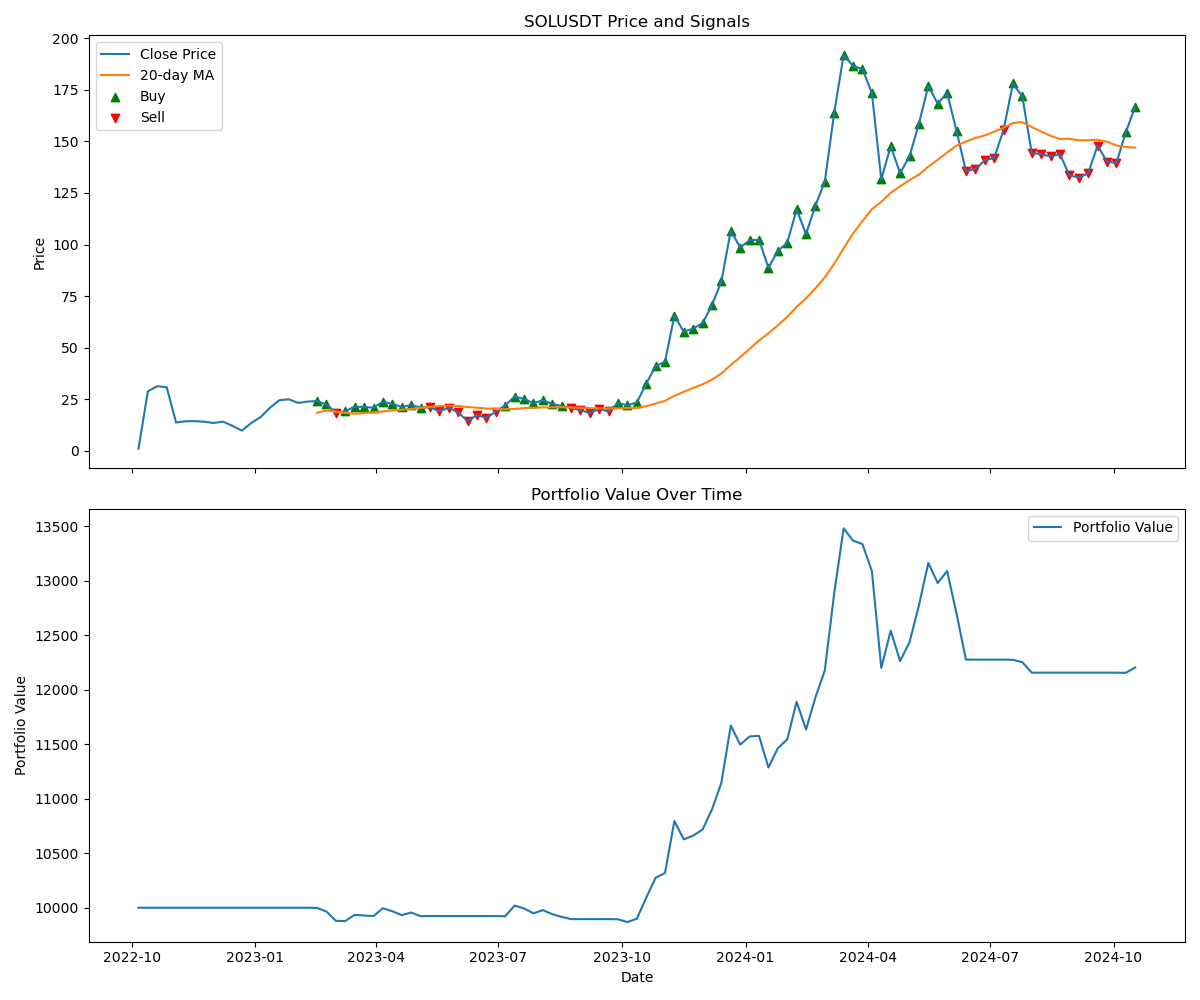 SOLUSDT Price and Signals
Close Price
20-day MA
Buy
Sell
Price
200
175
150
125
100
75
50
25
0
Portfolio Value Over Time
Portfolio Value
Portfolio Value
13500
13000
12500
12000
11500
11000
10500
10000
2022-10 2023-01 2023-04 2023-07 2023-10 2024-01 2024-04 2024-07 2024-10
Date